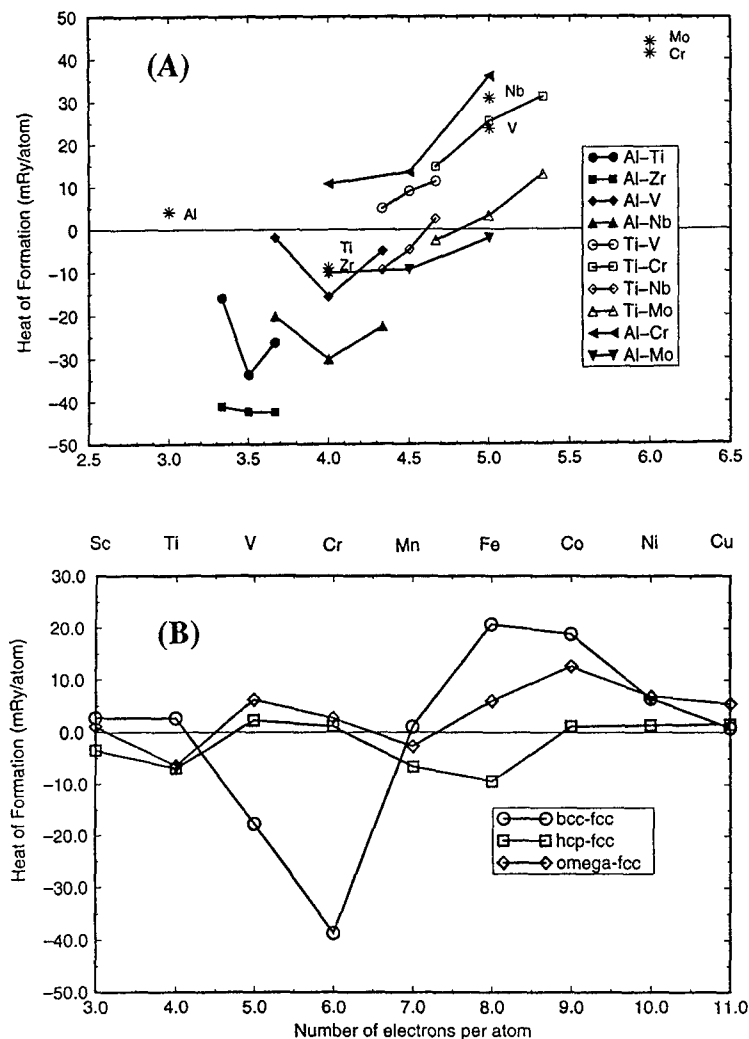 50
40
30
20
10
0
−10
−20
−30
−40
−50
Heat of Formation (mRy/atom)
(A)
Mo
Cr
Nb
V
Al
Ti
Zr
Al−Ti
Al−Zr
Al−V
Al−Nb
Ti−V
Ti−Cr
Ti−Nb
Ti−Mo
Al−Cr
Al−Mo
2.5 3.0 3.5 4.0 4.5 5.0 5.5 6.0 6.5
Sc Ti V Cr Mn Fe Co Ni Cu
30.0
20.0
10.0
0.0
−10.0
−20.0
−30.0
−40.0
−50.0
Heat of Formation (mRy/atom)
(B)
bcc-fcc
hcp-fcc
omega-fcc
3.0 4.0 5.0 6.0 7.0 8.0 9.0 10.0 11.0
Number of electrons per atom